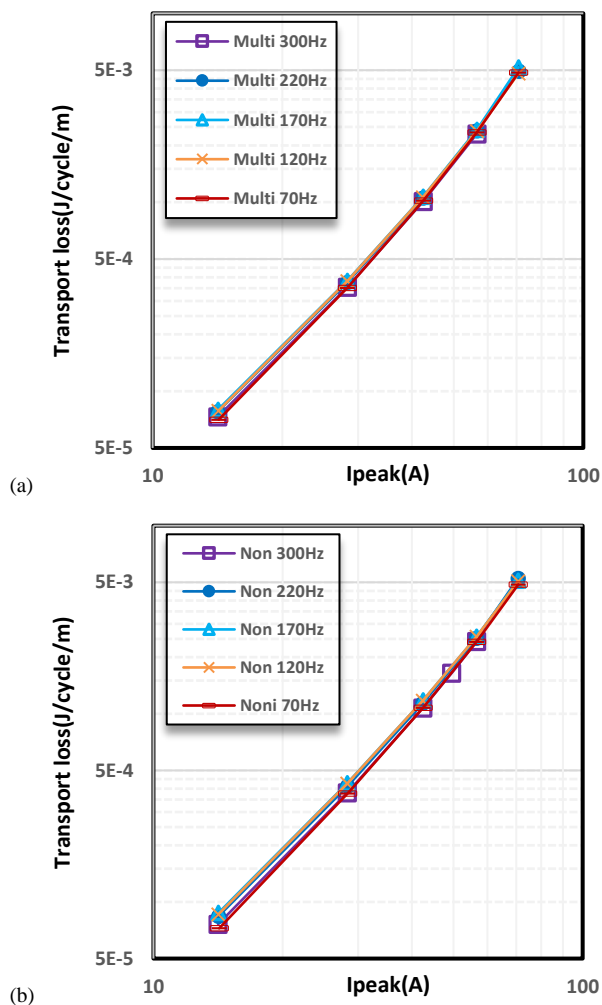 (a)
Transport loss(J/cycle/m)
5E-3
5E-4
5E-5
Multi 300Hz
Multi 220Hz
Multi 170Hz
Multi 120Hz
Multi 70Hz
10
Ipeak(A)
100
(b)
Transport loss(J/cycle/m)
5E-3
5E-4
5E-5
Non 300Hz
Non 220Hz
Non 170Hz
Non 120Hz
Noni 70Hz
10
Ipeak(A)
100